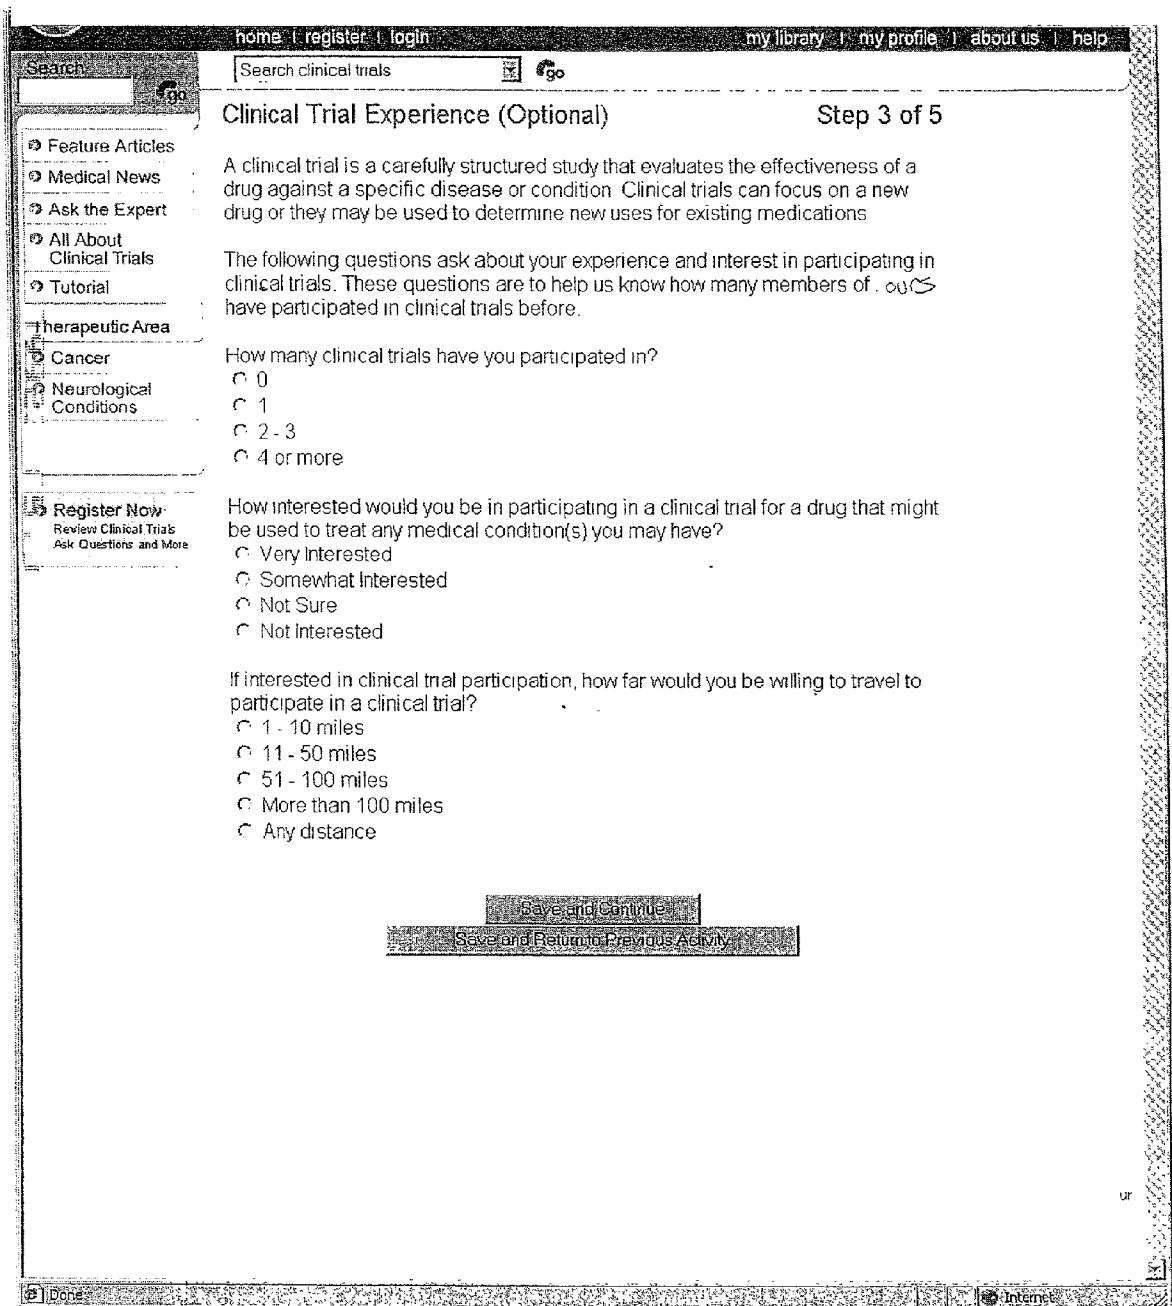 home | register | login
my library | my profile | about us | help
Search
go
Search clinical trials
go
Clinical Trial Experience (Optional)
Step 3 of 5
Feature Articles
Medical News
Ask the Expert
All About
Clinical Trials
Tutorial
Therapeutic Area
Cancer
Neurological
Conditions
Register Now
Review Clinical Trials
Ask Questions and More
A clinical trial is a carefully structured study that evaluates the effectiveness of a
drug against a specific disease or condition Clinical trials can focus on a new
drug or they may be used to determine new uses for existing medications
The following questions ask about your experience and interest in participating in
clinical trials. These questions are to help us know how many members of ours
have participated in clinical trials before.
How many clinical trials have you participated in?
0
1
2 - 3
4 or more
How interested would you be in participating in a clinical trial for a drug that might
be used to treat any medical condition(s) you may have?
Very Interested
Somewhat Interested
Not Sure
Not Interested
If interested in clinical trial participation, how far would you be willing to travel to
participate in a clinical trial?
1 - 10 miles
11 - 50 miles
51 - 100 miles
More than 100 miles
Any distance
Save and Continue
Save and Return to Previous Activity
ur
Done
Internet